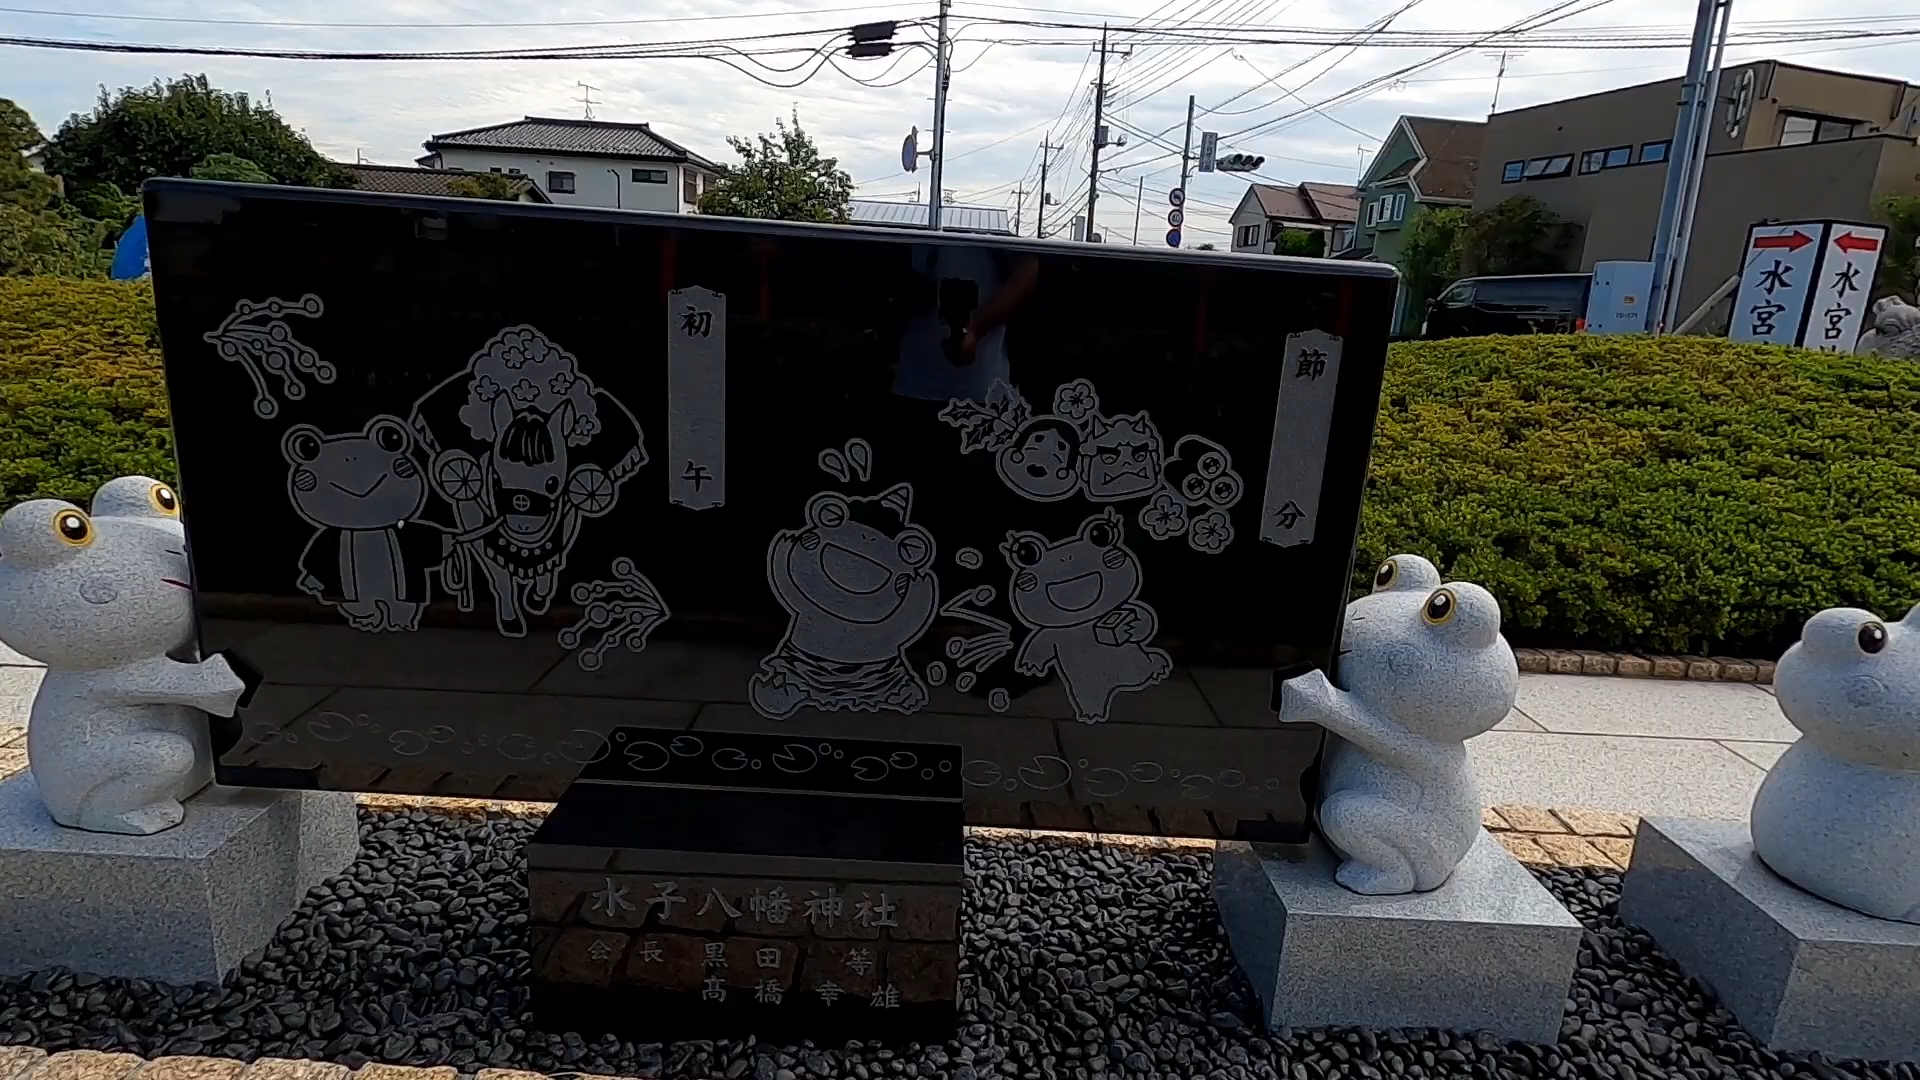 節分
初午
水子八幡神社
会長 黒田 等
髙橋幸雄
水宮
水宮